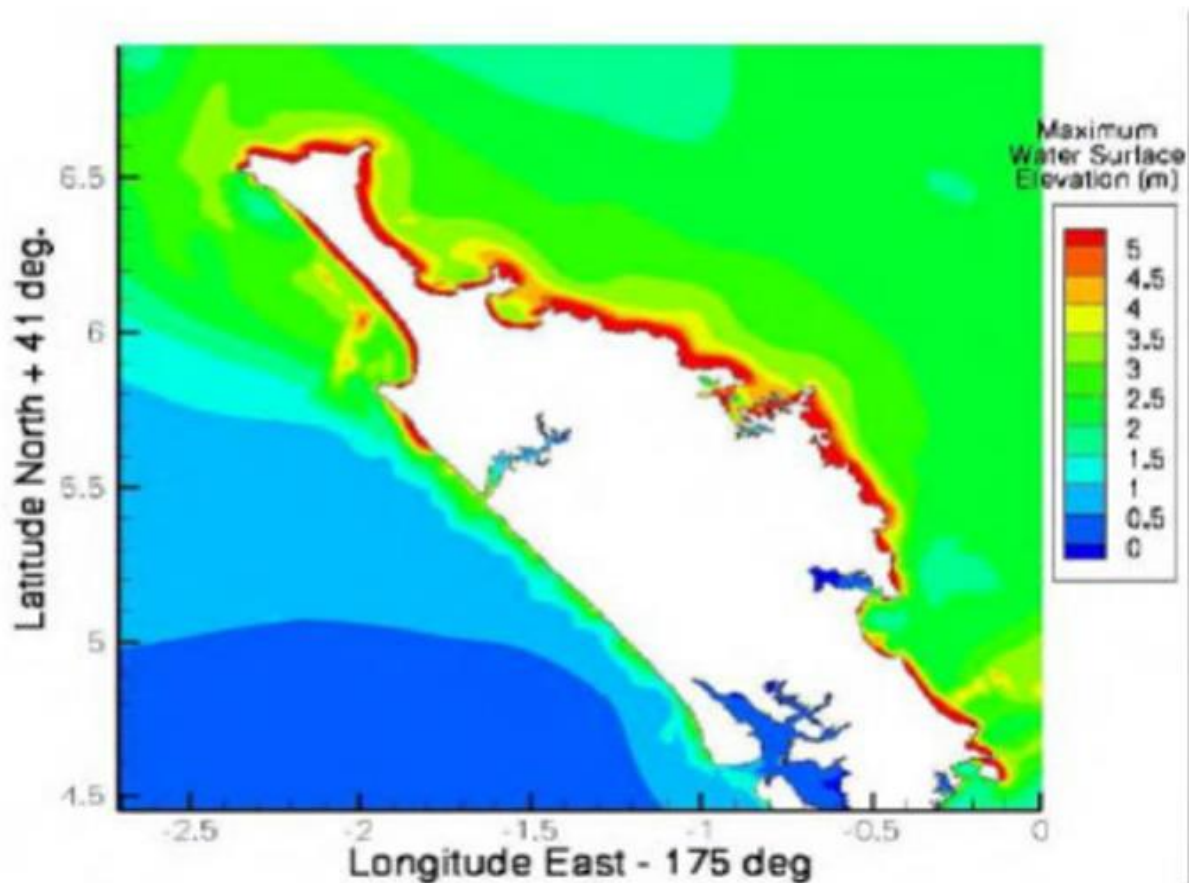 Maximum
Water Surface
Elevation (m)
5
4.5
4
3.5
3
2.5
2
1.5
1
0.5
0
Latitude North + 41 deg.
6.5
6
5.5
5
4.5
-2.5 -2 -1.5 -1 -0.5 0
Longitude East - 175 deg